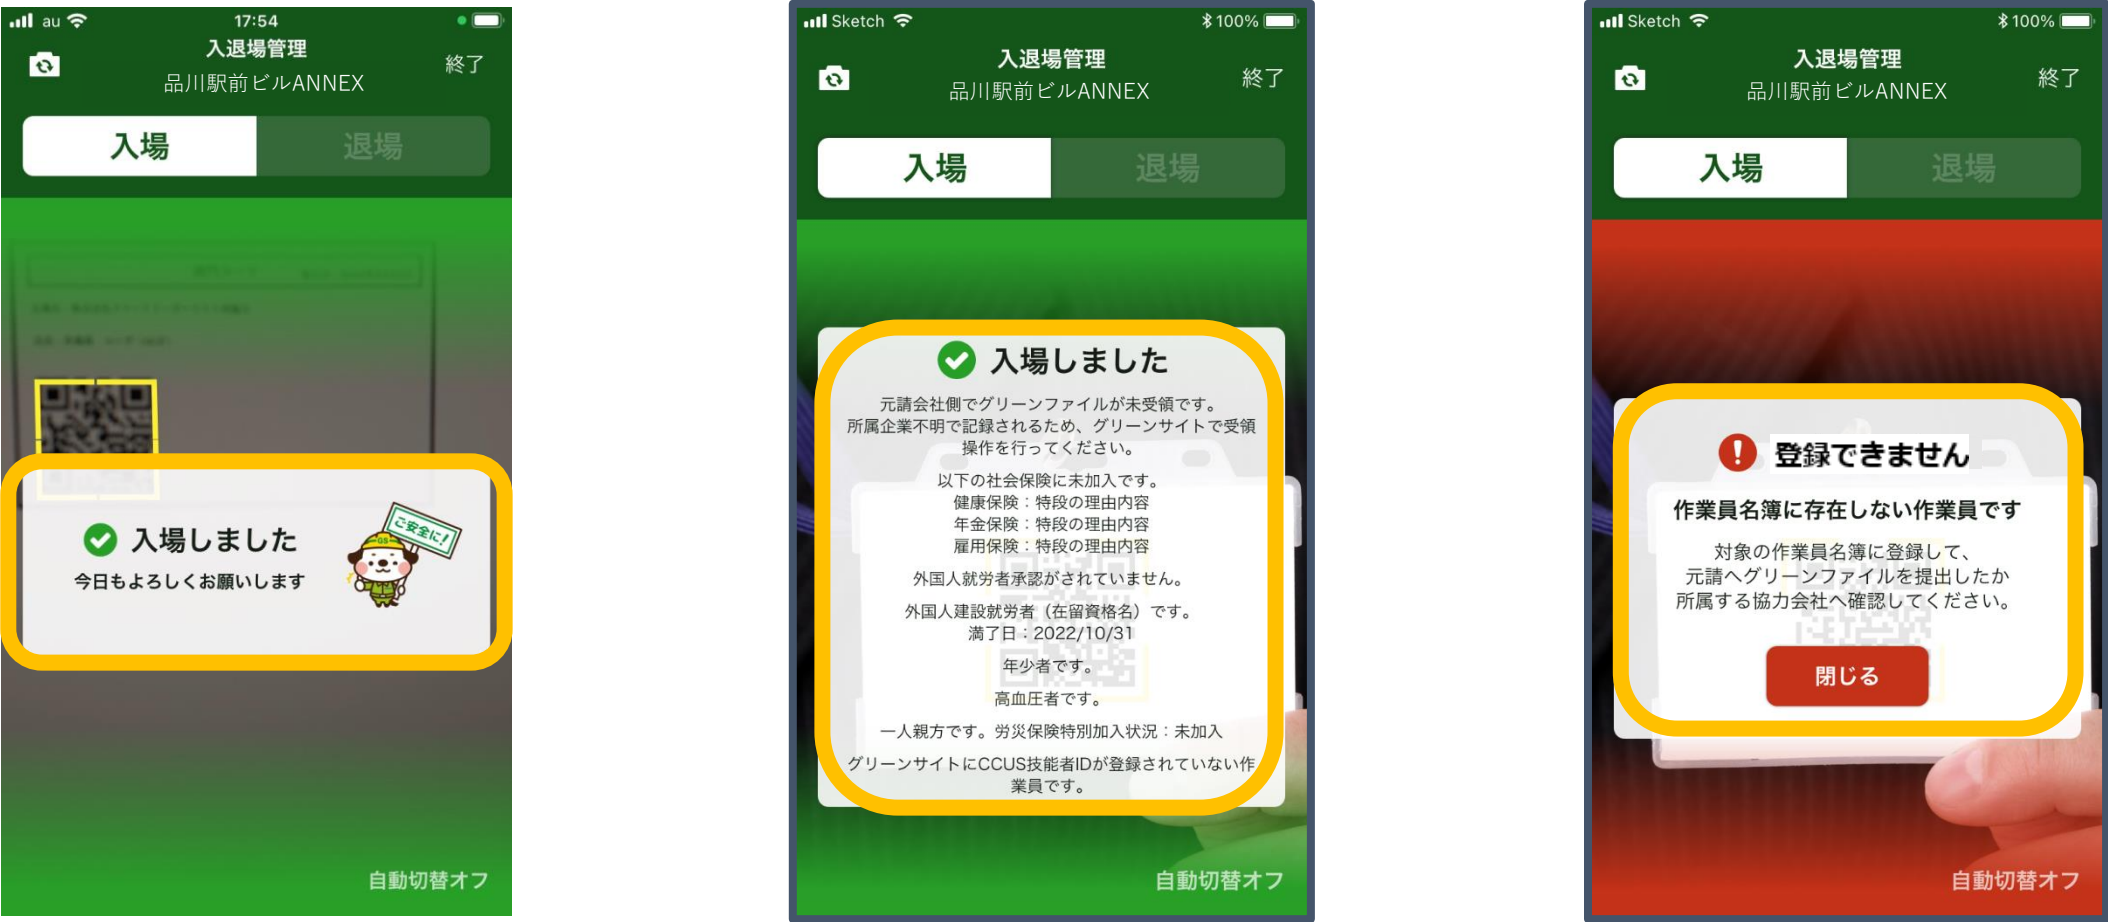 au
17:54
入退場管理
品川駅前ビルANNEX
終了
入場
退場
入場しました
今日もよろしくお願いします
ご安全に!
GS
自動切替オフ
Sketch
100%
入退場管理
品川駅前ビルANNEX
終了
入場
退場
入場しました
元請会社側でグリーンファイルが未受領です。
所属企業不明で記録されるため、グリーンサイトで受領
操作を行ってください。
以下の社会保険に未加入です。
健康保険：特段の理由内容
年金保険：特段の理由内容
雇用保険：特段の理由内容
外国人就労者承認がされていません。
外国人建設就労者（在留資格名）です。
満了日：2022/10/31
年少者です。
高血圧者です。
一人親方です。労災保険特別加入状況：未加入
グリーンサイトにCCUS技能者IDが登録されていない作
業員です。
自動切替オフ
Sketch
100%
入退場管理
品川駅前ビルANNEX
終了
入場
退場
登録できません
作業員名簿に存在しない作業員です
対象の作業員名簿に登録して、
元請へグリーンファイルを提出したか
所属する協力会社へ確認してください。
閉じる
自動切替オフ